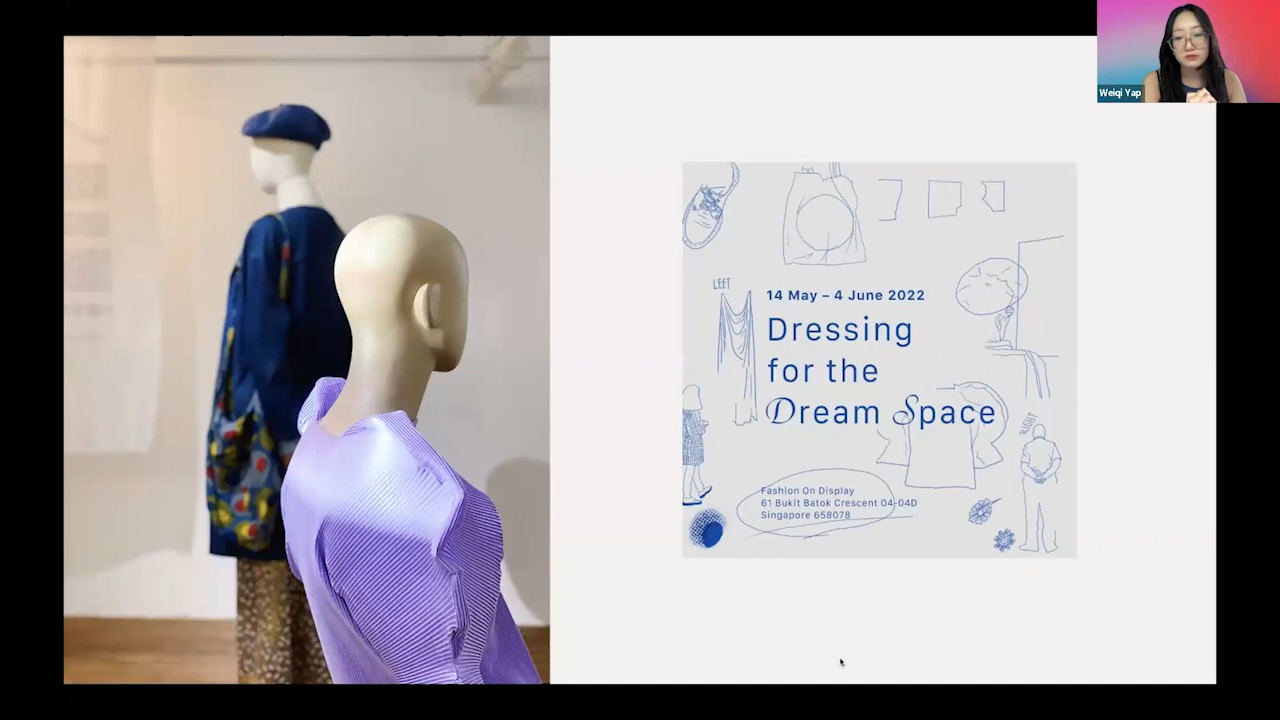 Weiqi Yap
LEFT
14 May – 4 June 2022
Dressing
for the
Dream Space
RIGHT
Fashion On Display
61 Bukit Batok Crescent 04-04D
Singapore 658078